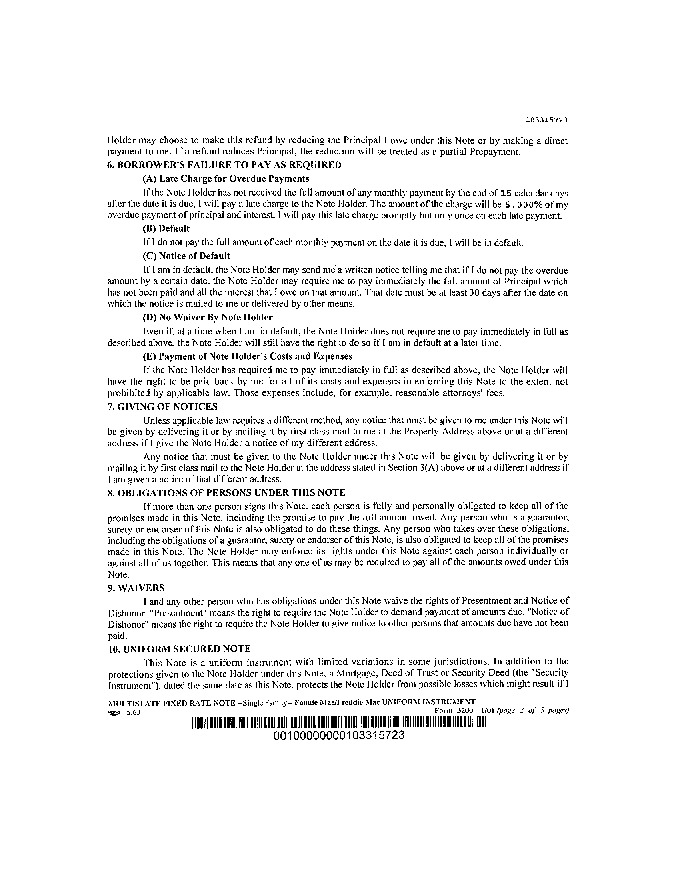 Holder may choose to make this refund by reducing the Principal I owe under this Note or by making a direct
payment to me. If a refund reduces Principal, the reduction will be treated as a partial Prepayment.
6. BORROWER'S FAILURE TO PAY AS REQUIRED
(A) Late Charge for Overdue Payments
If the Note Holder has not received the full amount of any monthly payment by the end of 15 calendar days
after the date it is due, I will pay a late charge to the Note Holder. The amount of the charge will be 5.000% of my
overdue payment of principal and interest. I will pay this late charge promptly but only once on each late payment.
(B) Default
If I do not pay the full amount of each monthly payment on the date it is due, I will be in default.
(C) Notice of Default
If I am in default, the Note Holder may send me a written notice telling me that if I do not pay the overdue
amount by a certain date, the Note Holder may require me to pay immediately the full amount of Principal which
has not been paid and all the interest that I owe on that amount. That date must be at least 30 days after the date on
which the notice is mailed to me or delivered by other means.
(D) No Waiver By Note Holder
Even if, at a time when I am in default, the Note Holder does not require me to pay immediately in full as
described above, the Note Holder will still have the right to do so if I am in default at a later time.
(E) Payment of Note Holder's Costs and Expenses
If the Note Holder has required me to pay immediately in full as described above, the Note Holder will
have the right to be paid back by me for all of its costs and expenses in enforcing this Note to the extent not
prohibited by applicable law. Those expenses include, for example, reasonable attorneys' fees.
7. GIVING OF NOTICES
Unless applicable law requires a different method, any notice that must be given to me under this Note will
be given by delivering it or by mailing it by first class mail to me at the Property Address above or at a different
address if I give the Note Holder a notice of my different address.
Any notice that must be given to the Note Holder under this Note will be given by delivering it or by
mailing it by first class mail to the Note Holder at the address stated in Section 3(A) above or at a different address if
I am given a notice of that different address.
8. OBLIGATIONS OF PERSONS UNDER THIS NOTE
If more than one person signs this Note, each person is fully and personally obligated to keep all of the
promises made in this Note, including the promise to pay the full amount owed. Any person who is a guarantor,
surety or endorser of this Note is also obligated to do these things. Any person who takes over these obligations,
including the obligations of a guarantor, surety or endorser of this Note, is also obligated to keep all of the promises
made in this Note. The Note Holder may enforce its rights under this Note against each person individually or
against all of us together. This means that any one of us may be required to pay all of the amounts owed under this
Note.
9. WAIVERS
I and any other person who has obligations under this Note waive the rights of Presentment and Notice of
Dishonor. "Presentment" means the right to require the Note Holder to demand payment of amounts due. "Notice of
Dishonor" means the right to require the Note Holder to give notice to other persons that amounts due have not been
paid.
10. UNIFORM SECURED NOTE
This Note is a uniform instrument with limited variations in some jurisdictions. In addition to the
protections given to the Note Holder under this Note, a Mortgage, Deed of Trust or Security Deed (the "Security
Instrument"), dated the same date as this Note, protects the Note Holder from possible losses which might result if I
MULTISTATE FIXED RATE NOTE--Single Family--Fannie Mae/Freddie Mac UNIFORM INSTRUMENT
Form 3200 1/01 (page 2 of 3 pages)
00100000000103315723